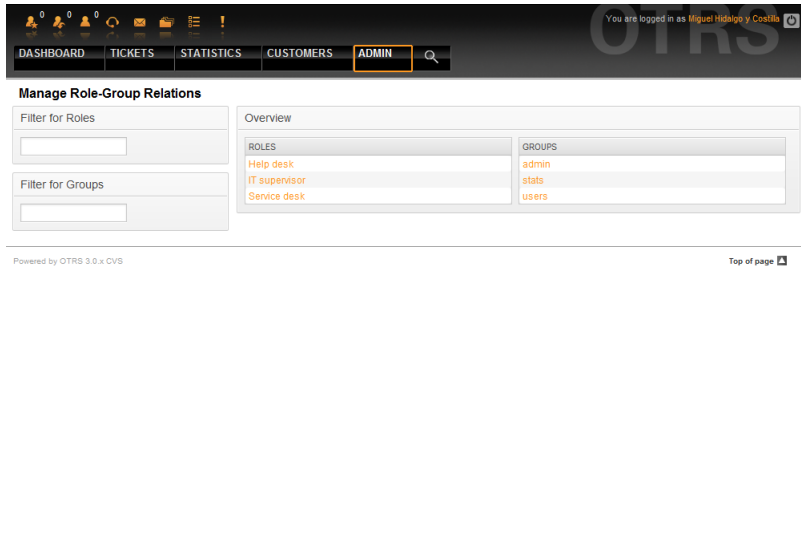 0 0 0
You are logged in as Miguel Hidalgo y Costilla
OTRS
DASHBOARD TICKETS STATISTICS CUSTOMERS ADMIN
Manage Role-Group Relations
Filter for Roles
Filter for Groups
Overview
ROLES GROUPS
Help desk admin
IT supervisor stats
Service desk users
Powered by OTRS 3.0.x CVS
Top of page